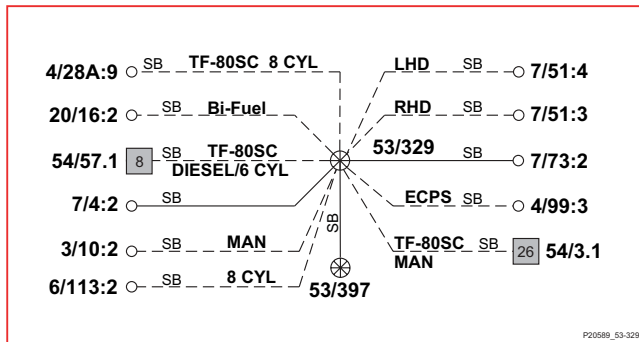 4/28A:9 SB TF-80SC 8 CYL
20/16:2 SB Bi-Fuel
54/57.1 8 SB TF-80SC
DIESEL/6 CYL
7/4:2 SB
3/10:2 SB MAN
6/113:2 SB 8 CYL
53/329
SB
53/397
LHD SB 7/51:4
RHD SB 7/51:3
SB 7/73:2
ECPS SB 4/99:3
TF-80SC SB 26 54/3.1
MAN
P20589_53-329